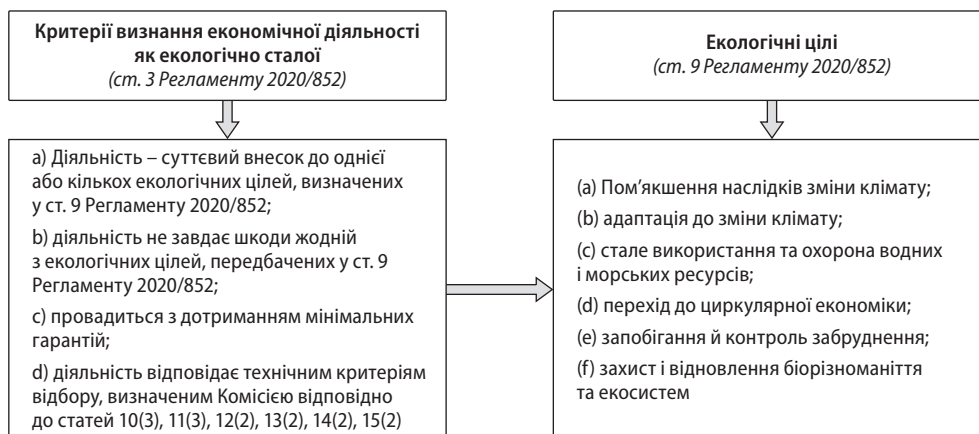 Критерії визнання економічної діяльності
як екологічно сталої
(ст. 3 Регламенту 2020/852)
a) Діяльність – суттєвий внесок до однієї
або кількох екологічних цілей, визначених
у ст. 9 Регламенту 2020/852;
b) діяльність не завдає шкоди жодній
з екологічних цілей, передбачених у ст. 9
Регламенту 2020/852;
c) провадиться з дотриманням мінімальних
гарантій;
d) діяльність відповідає технічним критеріям
відбору, визначеним Комісією відповідно
до статей 10(3), 11(3), 12(2), 13(2), 14(2), 15(2)
Екологічні цілі
(ст. 9 Регламенту 2020/852)
(a) Пом’якшення наслідків зміни клімату;
(b) адаптація до зміни клімату;
(c) стале використання та охорона водних
і морських ресурсів;
(d) перехід до циркулярної економіки;
(e) запобігання й контроль забруднення;
(f) захист і відновлення біорізноманіття
та екосистем